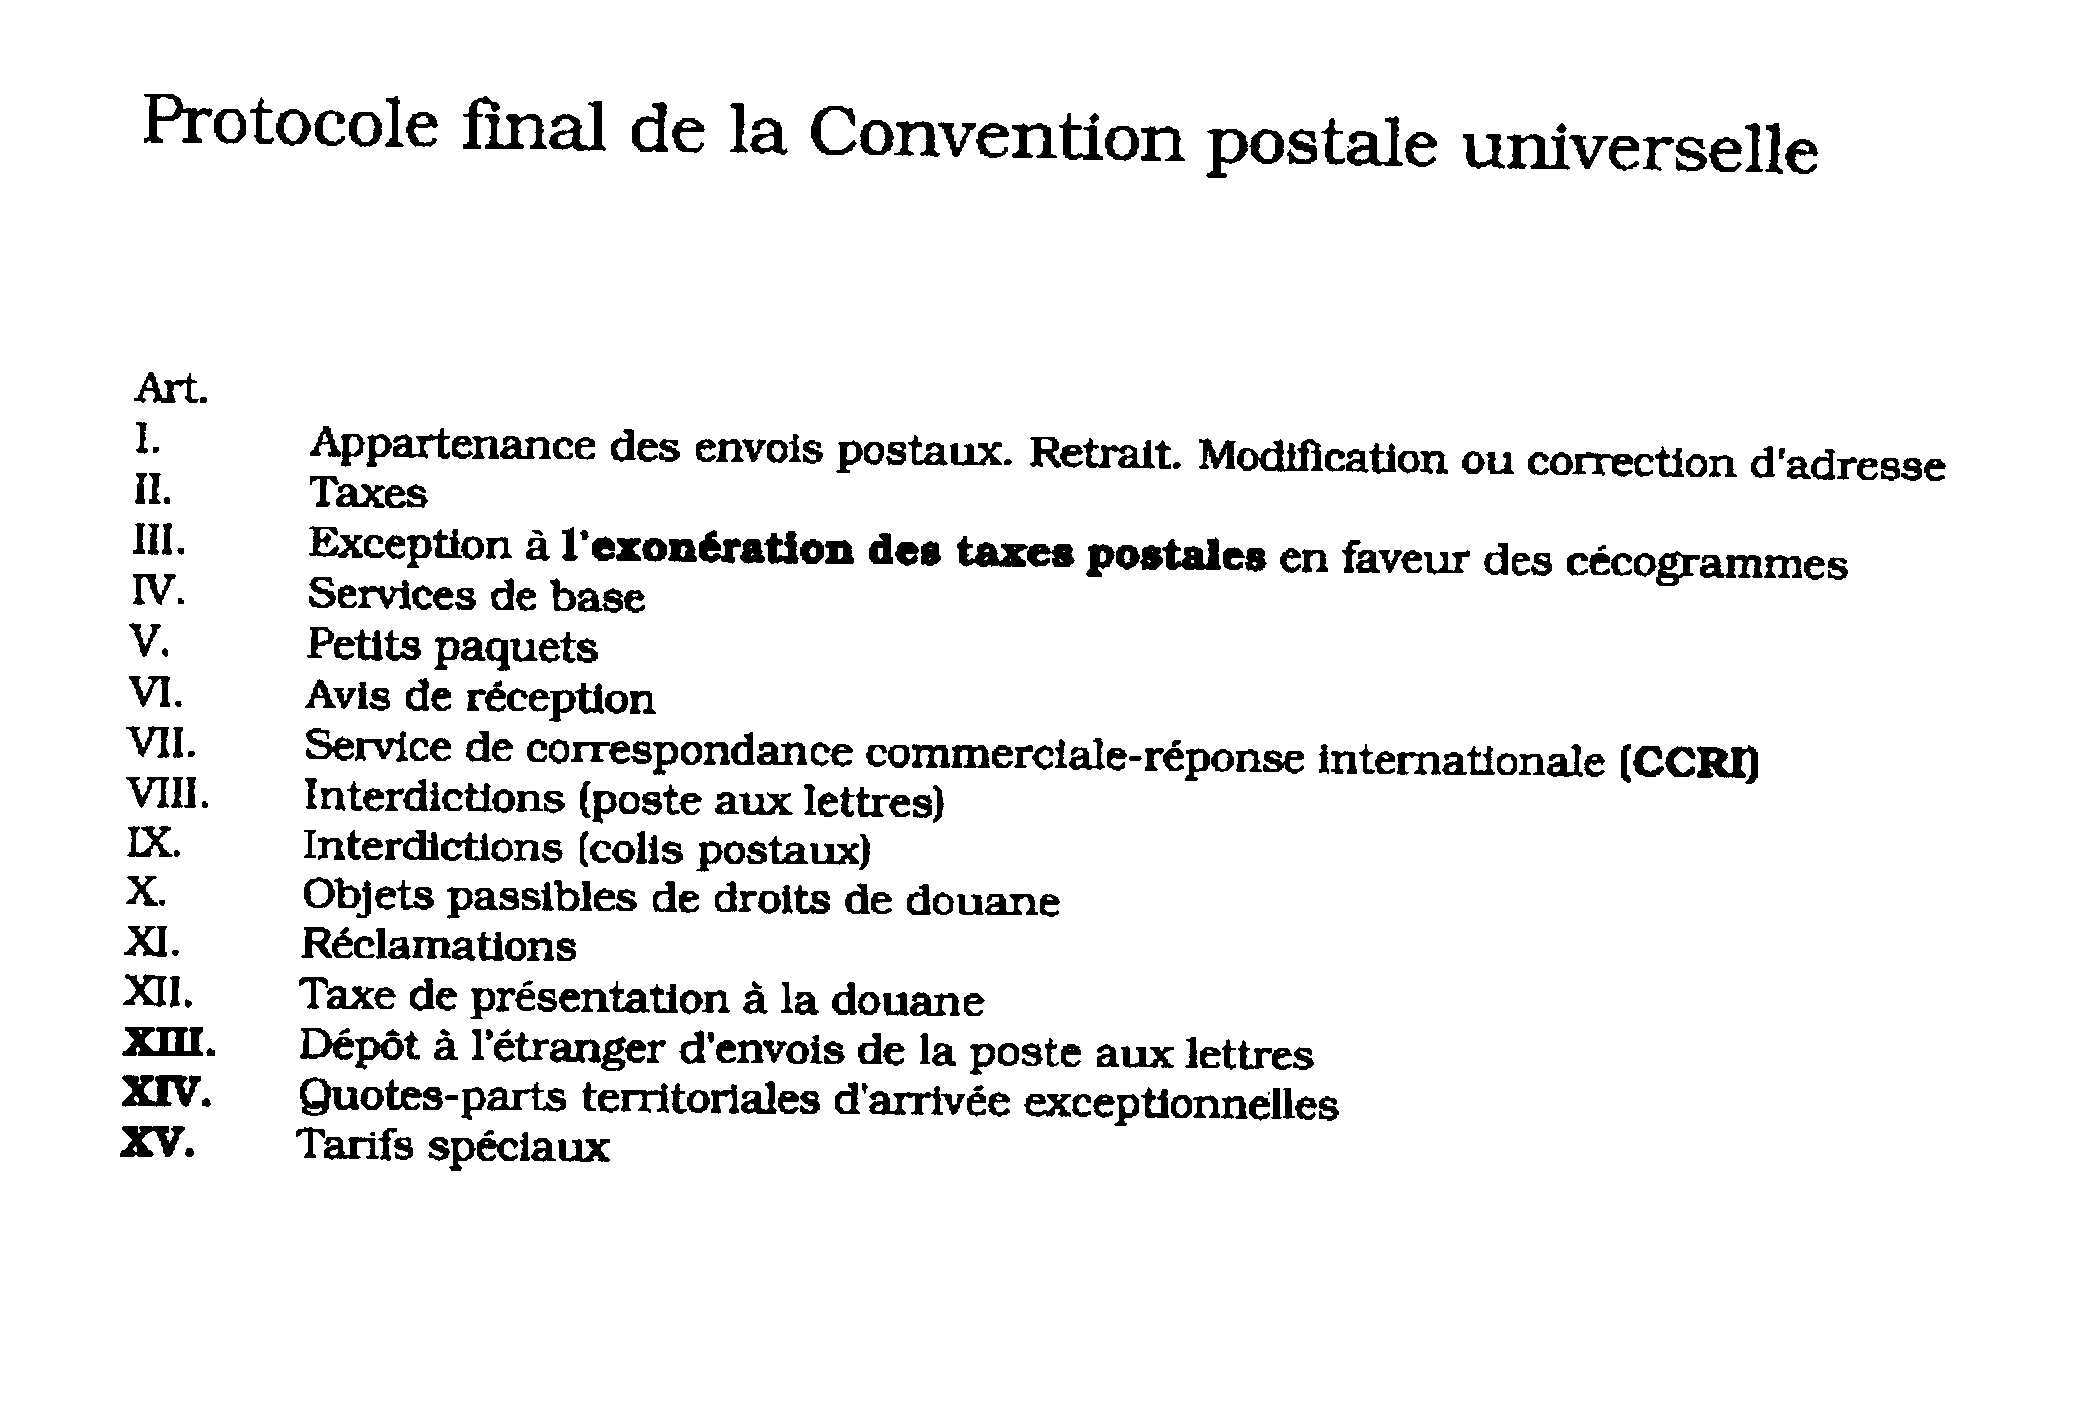 Protocole final de la Convention postale universelle
Art.
I. Appartenance des envois postaux. Retrait. Modification ou correction d'adresse
II. Taxes
III. Exception à l'exonération des taxes postales en faveur des cécogrammes
IV. Services de base
V. Petits paquets
VI. Avis de réception
VII. Service de correspondance commerciale-réponse internationale (CCRI)
VIII. Interdictions (poste aux lettres)
IX. Interdictions (colis postaux)
X. Objets passibles de droits de douane
XI. Réclamations
XII. Taxe de présentation à la douane
XIII. Dépôt à l'étranger d'envois de la poste aux lettres
XIV. Quotes-parts territoriales d'arrivée exceptionnelles
XV. Tarifs spéciaux